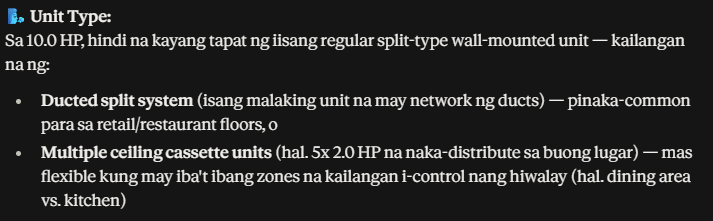 Unit Type:
Sa 10.0 HP, hindi na kayang tapat ng iisang regular split-type wall-mounted unit — kailangan
na ng:
• Ducted split system (isang malaking unit na may network ng ducts) — pinaka-common
para sa retail/restaurant floors, o
• Multiple ceiling cassette units (hal. 5x 2.0 HP na naka-distribute sa buong lugar) — mas
flexible kung may iba't ibang zones na kailangan i-control nang hiwalay (hal. dining area
vs. kitchen)